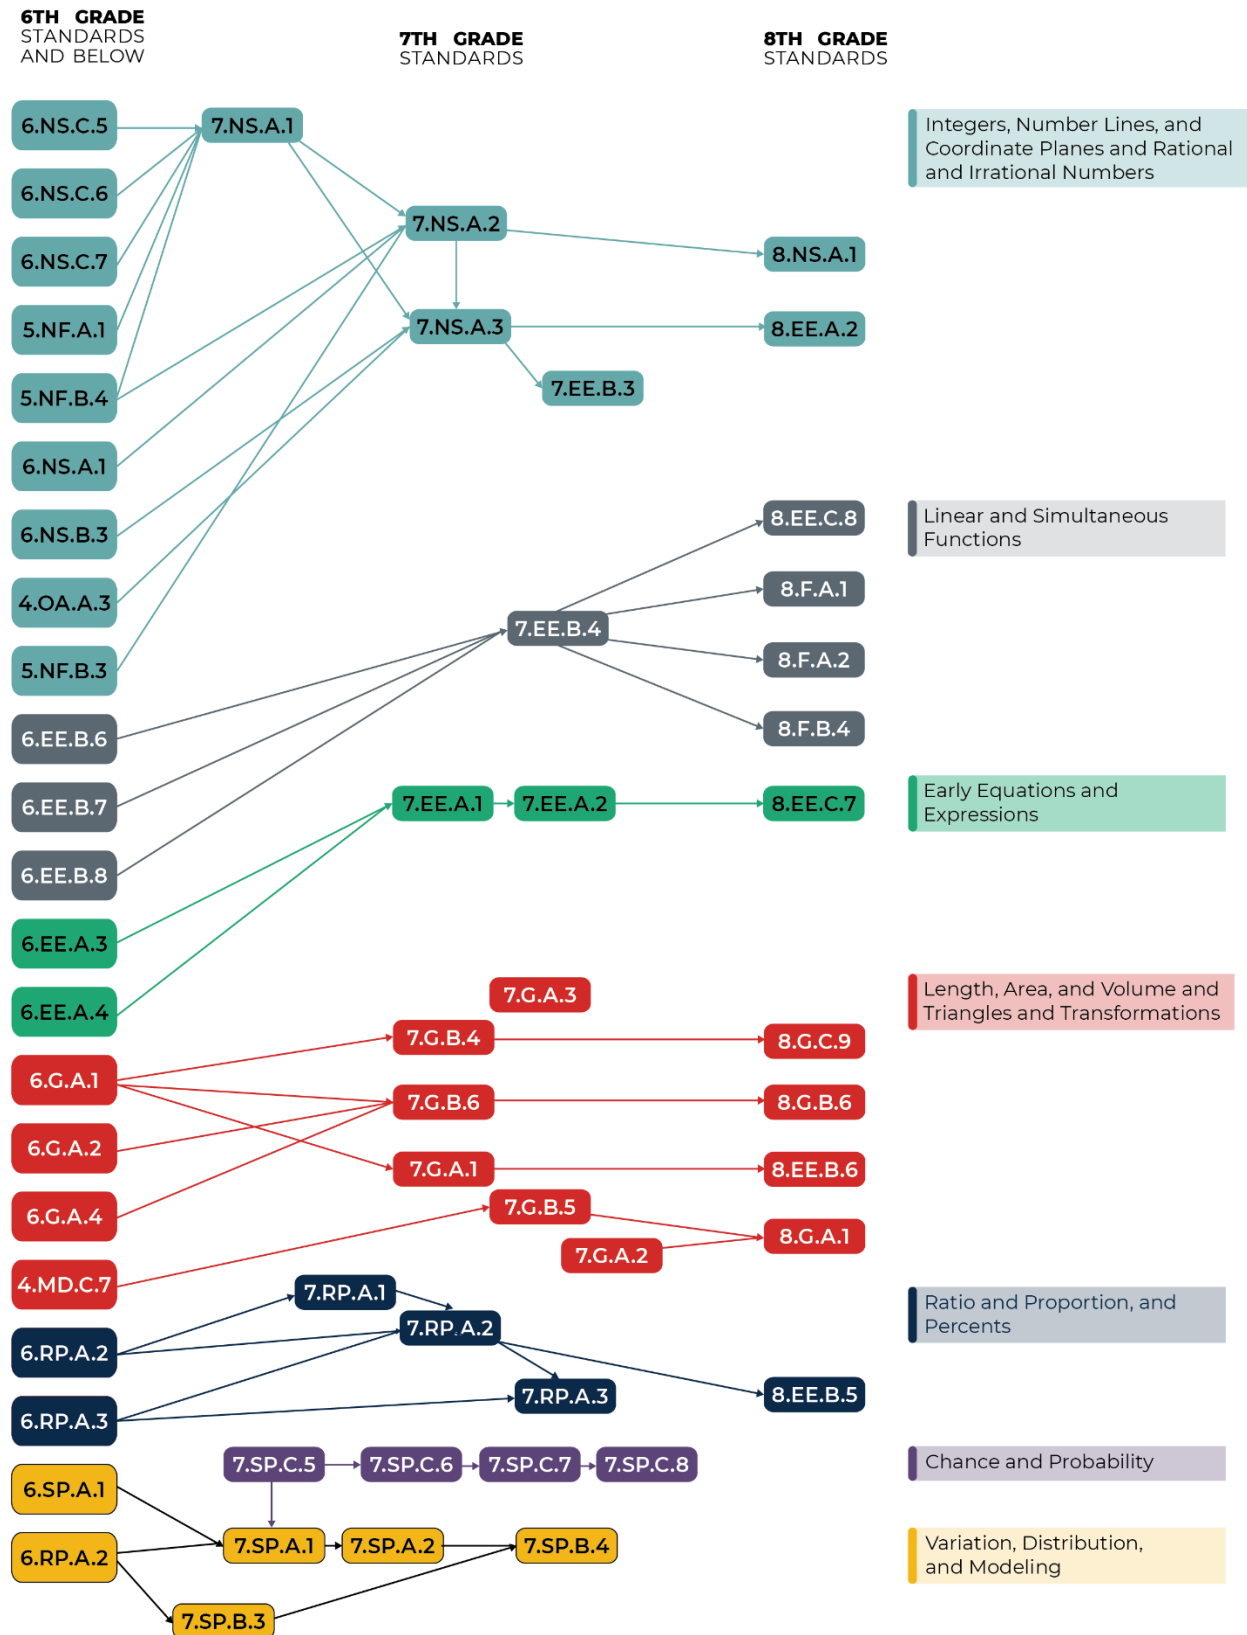 6TH GRADE
STANDARDS
AND BELOW
7TH GRADE
STANDARDS
8TH GRADE
STANDARDS
6.NS.C.5
7.NS.A.1
Integers, Number Lines, and
Coordinate Planes and Rational
and Irrational Numbers
6.NS.C.6
7.NS.A.2
6.NS.C.7
8.NS.A.1
5.NF.A.1
7.NS.A.3
8.EE.A.2
5.NF.B.4
7.EE.B.3
6.NS.A.1
6.NS.B.3
8.EE.C.8
Linear and Simultaneous
Functions
4.OA.A.3
8.F.A.1
7.EE.B.4
5.NF.B.3
8.F.A.2
6.EE.B.6
8.F.B.4
6.EE.B.7
7.EE.A.1
7.EE.A.2
8.EE.C.7
Early Equations and
Expressions
6.EE.B.8
6.EE.A.3
6.EE.A.4
7.G.A.3
Length, Area, and Volume and
Triangles and Transformations
7.G.B.4
8.G.C.9
6.G.A.1
7.G.B.6
8.G.B.6
6.G.A.2
7.G.A.1
8.EE.B.6
6.G.A.4
7.G.B.5
8.G.A.1
7.G.A.2
4.MD.C.7
7.RP.A.1
Ratio and Proportion, and
Percents
7.RP.A.2
6.RP.A.2
7.RP.A.3
8.EE.B.5
6.RP.A.3
7.SP.C.5
7.SP.C.6
7.SP.C.7
7.SP.C.8
Chance and Probability
6.SP.A.1
7.SP.A.1
7.SP.A.2
7.SP.B.4
Variation, Distribution,
and Modeling
6.RP.A.2
7.SP.B.3